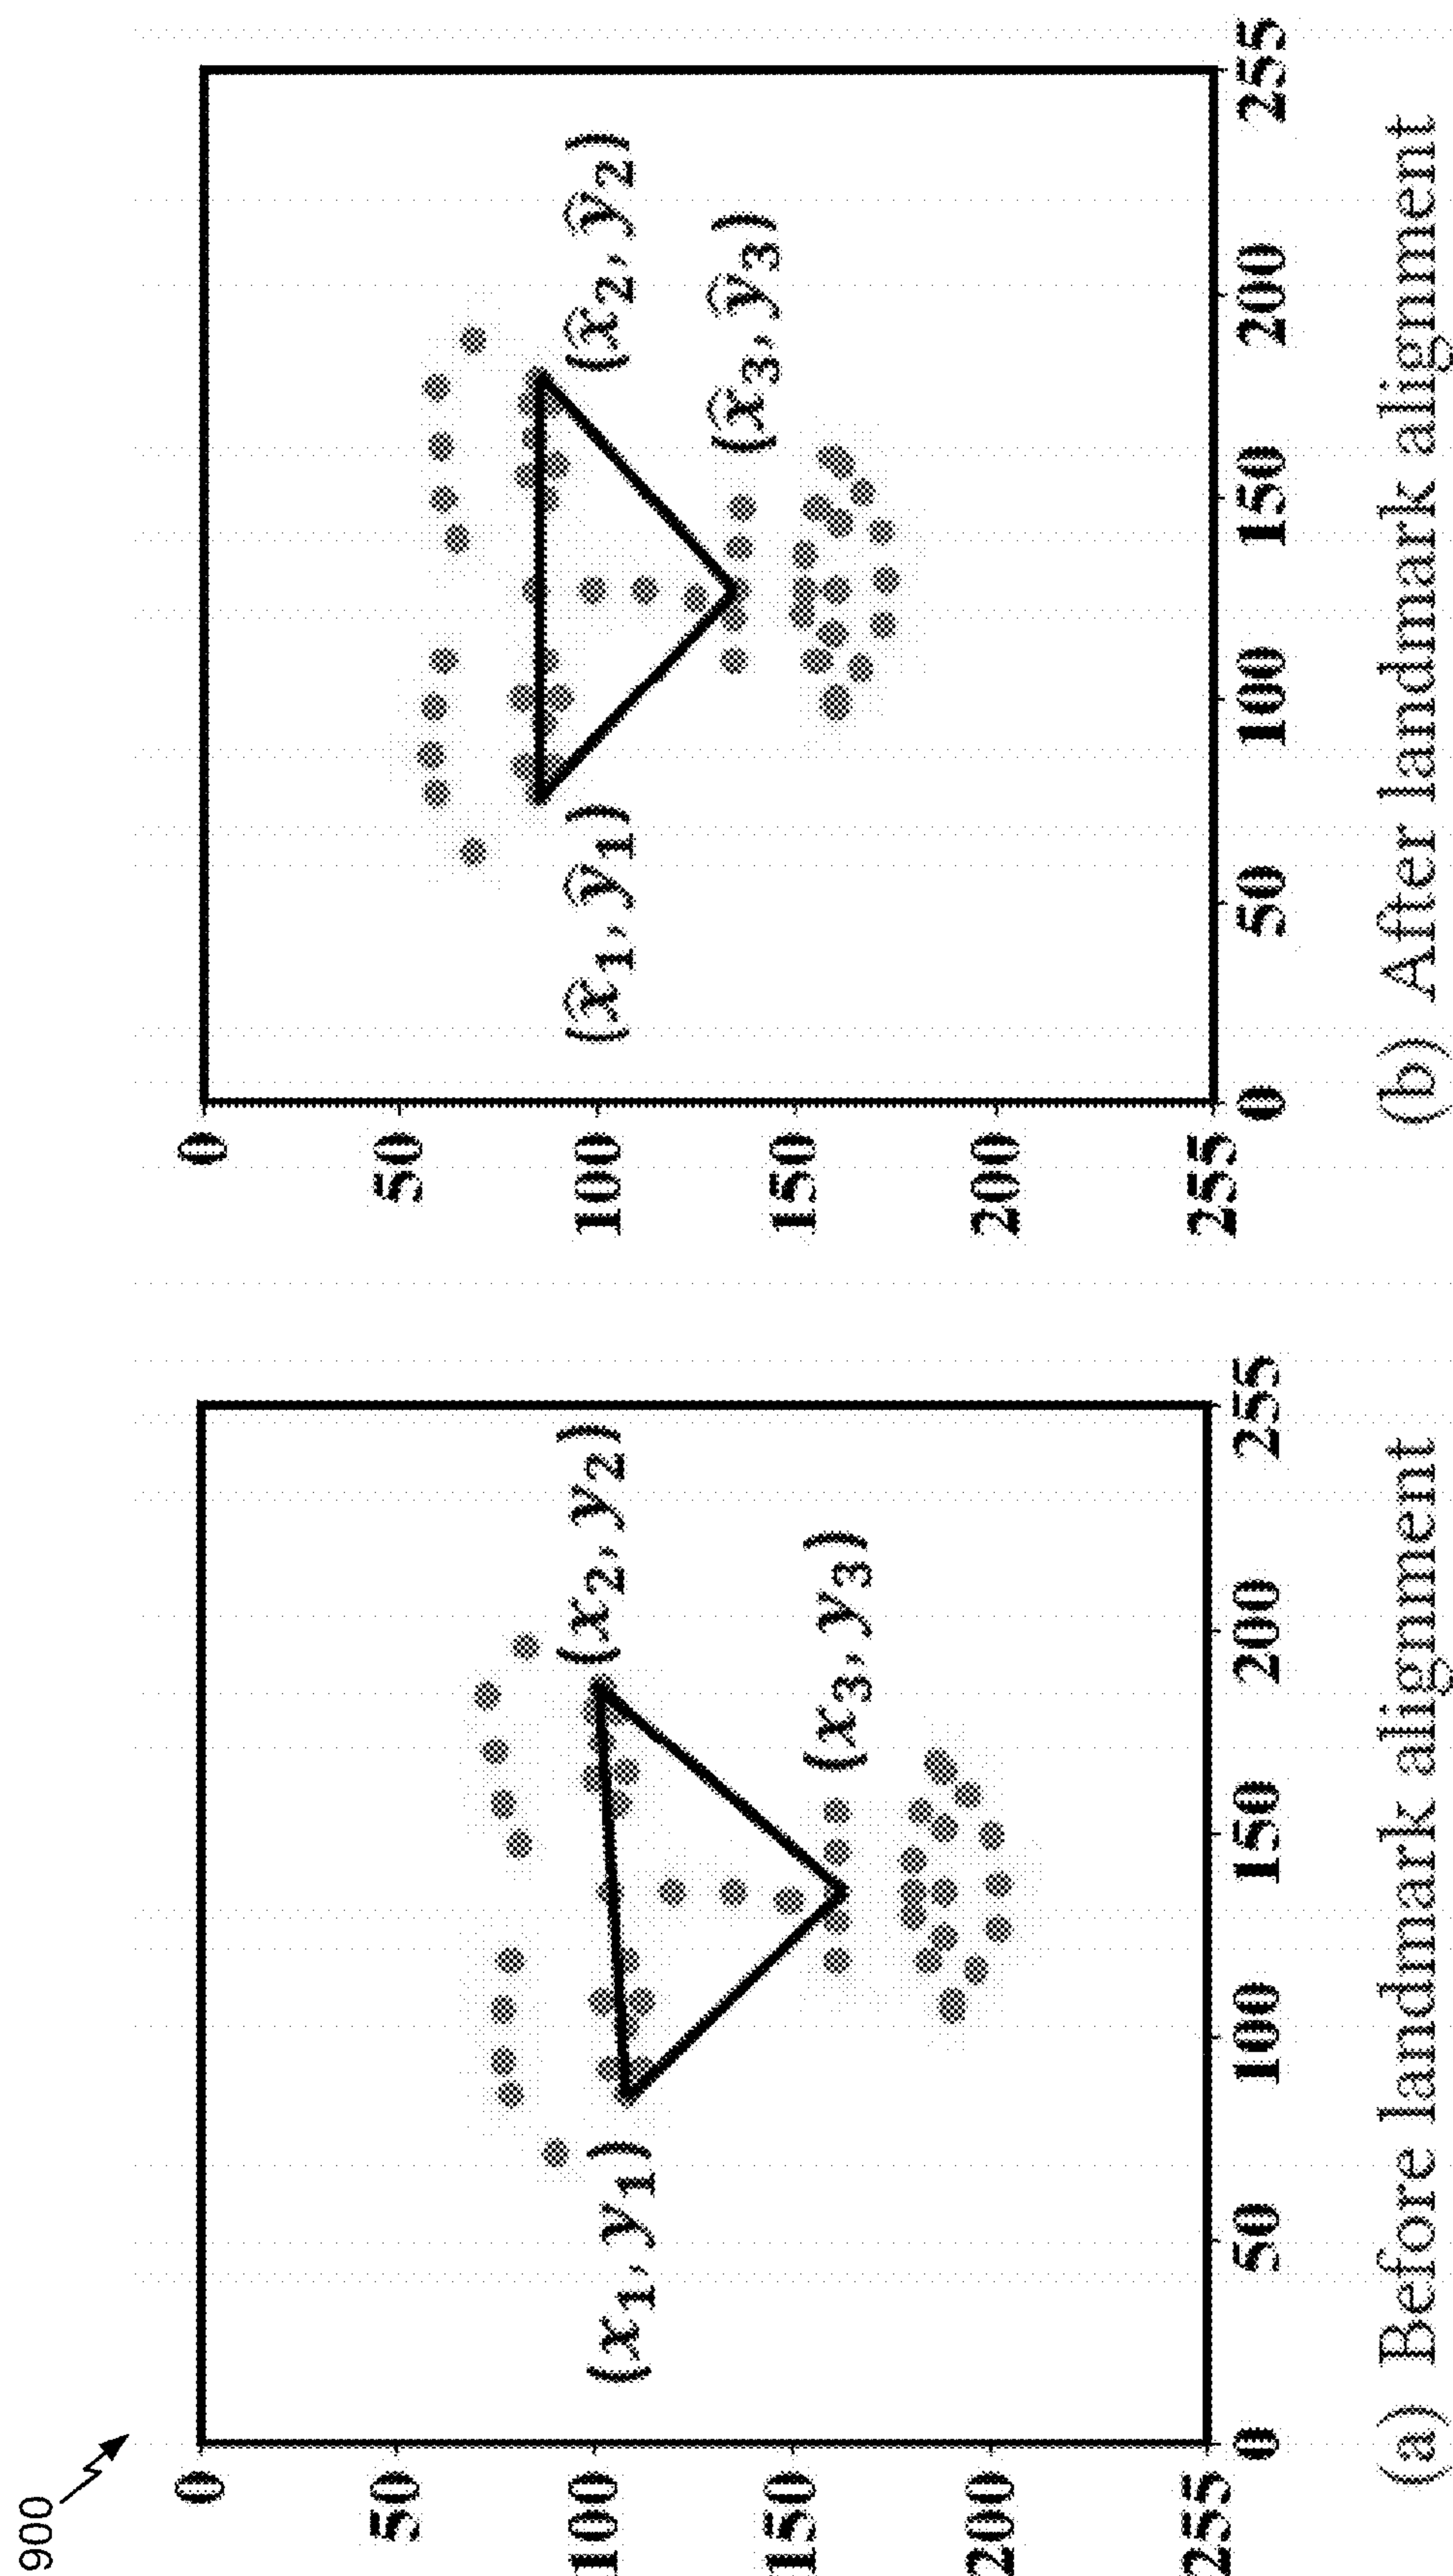 900
0
50
100
150
200
255
(x₁, y₁)
(x₂, y₂)
(x₃, y₃)
0 50 100 150 200 255
(a) Before landmark alignment
0
50
100
150
200
255
(x̂₁, ŷ₁)
(x̂₂, ŷ₂)
(x̂₃, ŷ₃)
0 50 100 150 200 255
(b) After landmark alignment